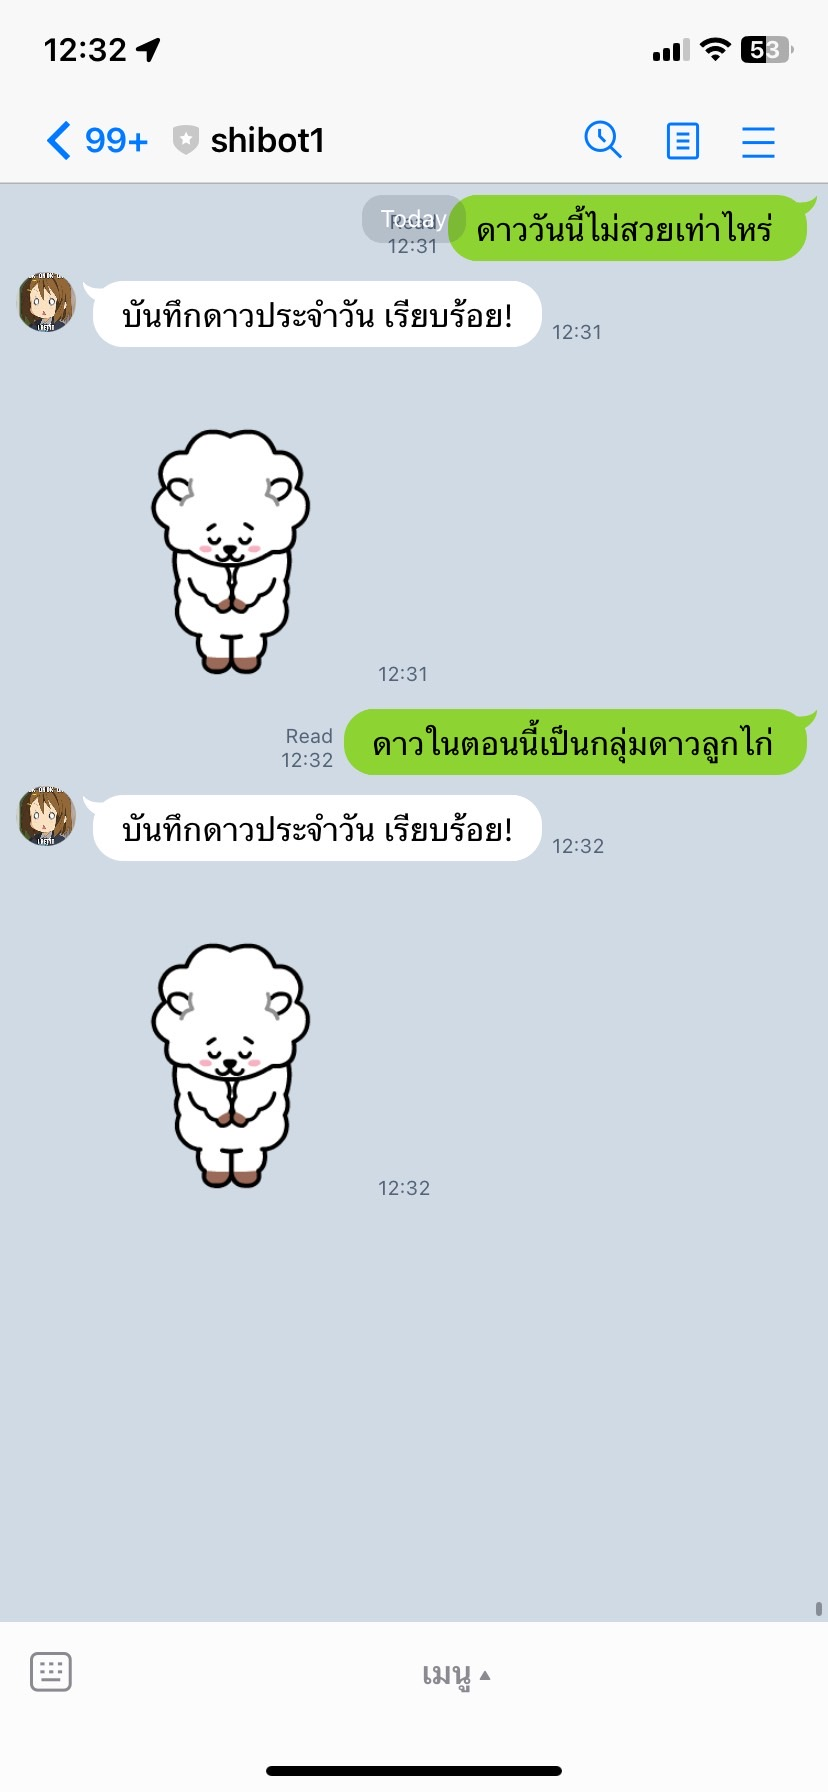 12:32
53
99+ shibot1
Today
Read
12:31
ดาววันนี้ไม่สวยเท่าไหร่
บันทึกดาวประจำวัน เรียบร้อย!
12:31
12:31
Read
12:32
ดาวในตอนนี้เป็นกลุ่มดาวลูกไก่
บันทึกดาวประจำวัน เรียบร้อย!
12:32
12:32
เมนู